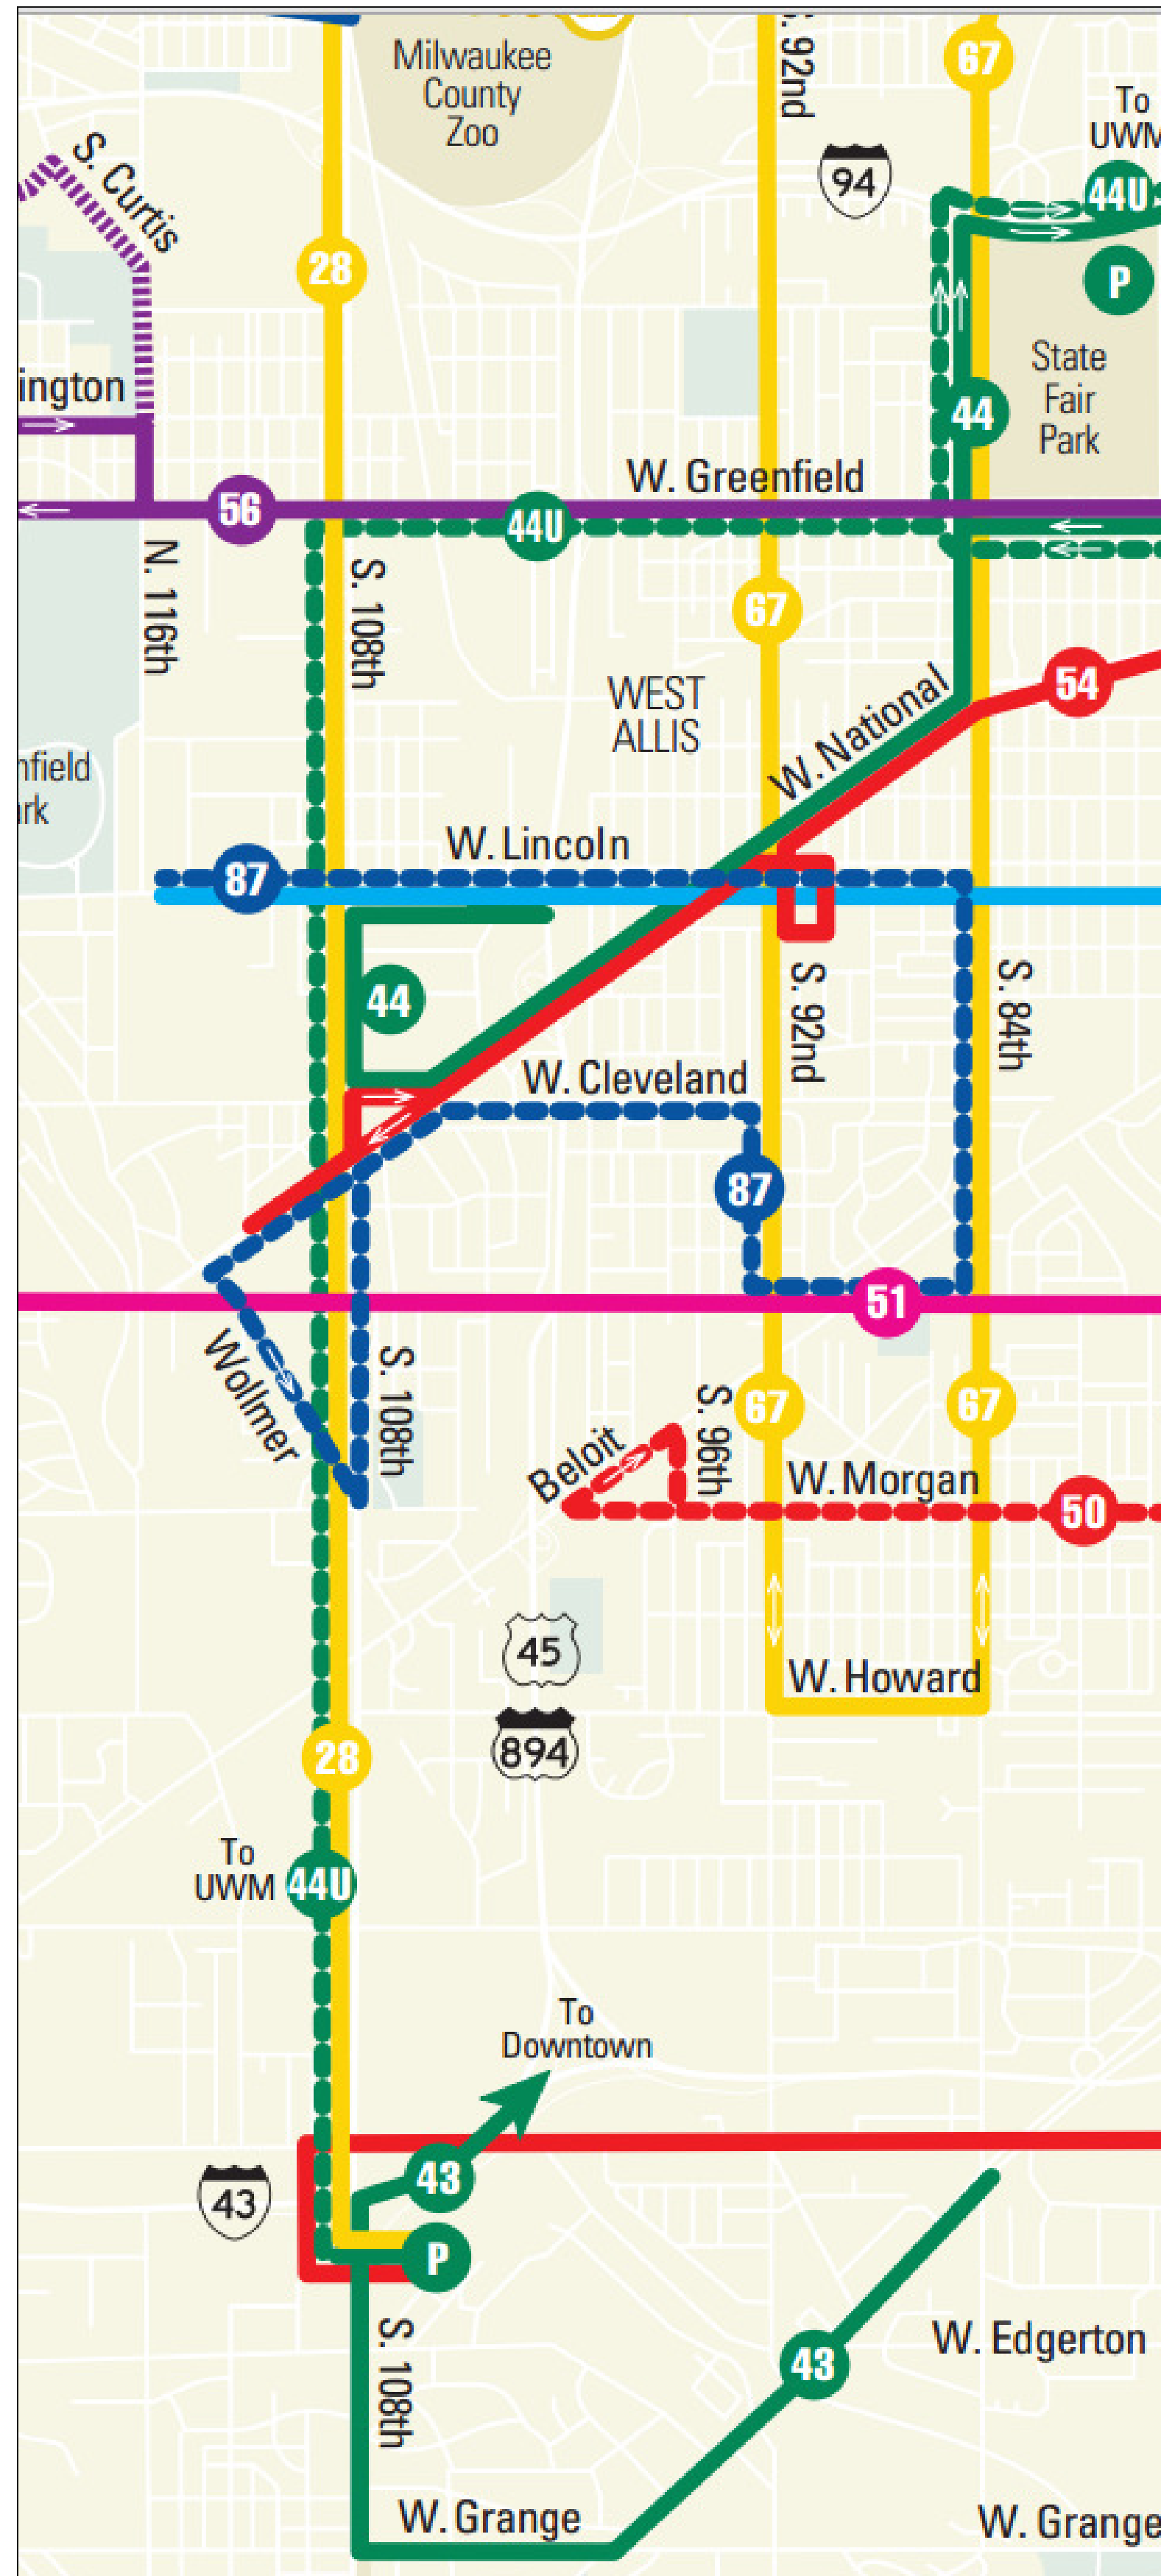 Milwaukee
County
Zoo
S. 92nd
67
To
UWM
94
44U
P
S. Curtis
28
State
Fair
Park
ington
44
W. Greenfield
56
44U
N. 116th
S. 108th
67
54
WEST
ALLIS
W. National
nfield
ark
W. Lincoln
87
44
S. 92nd
S. 84th
W. Cleveland
87
51
Wollmer
S. 108th
67
67
S. 96th
Beloit
W. Morgan
50
45
W. Howard
894
28
To
UWM
44U
To
Downtown
43
43
P
S. 108th
W. Edgerton
43
W. Grange
W. Grange